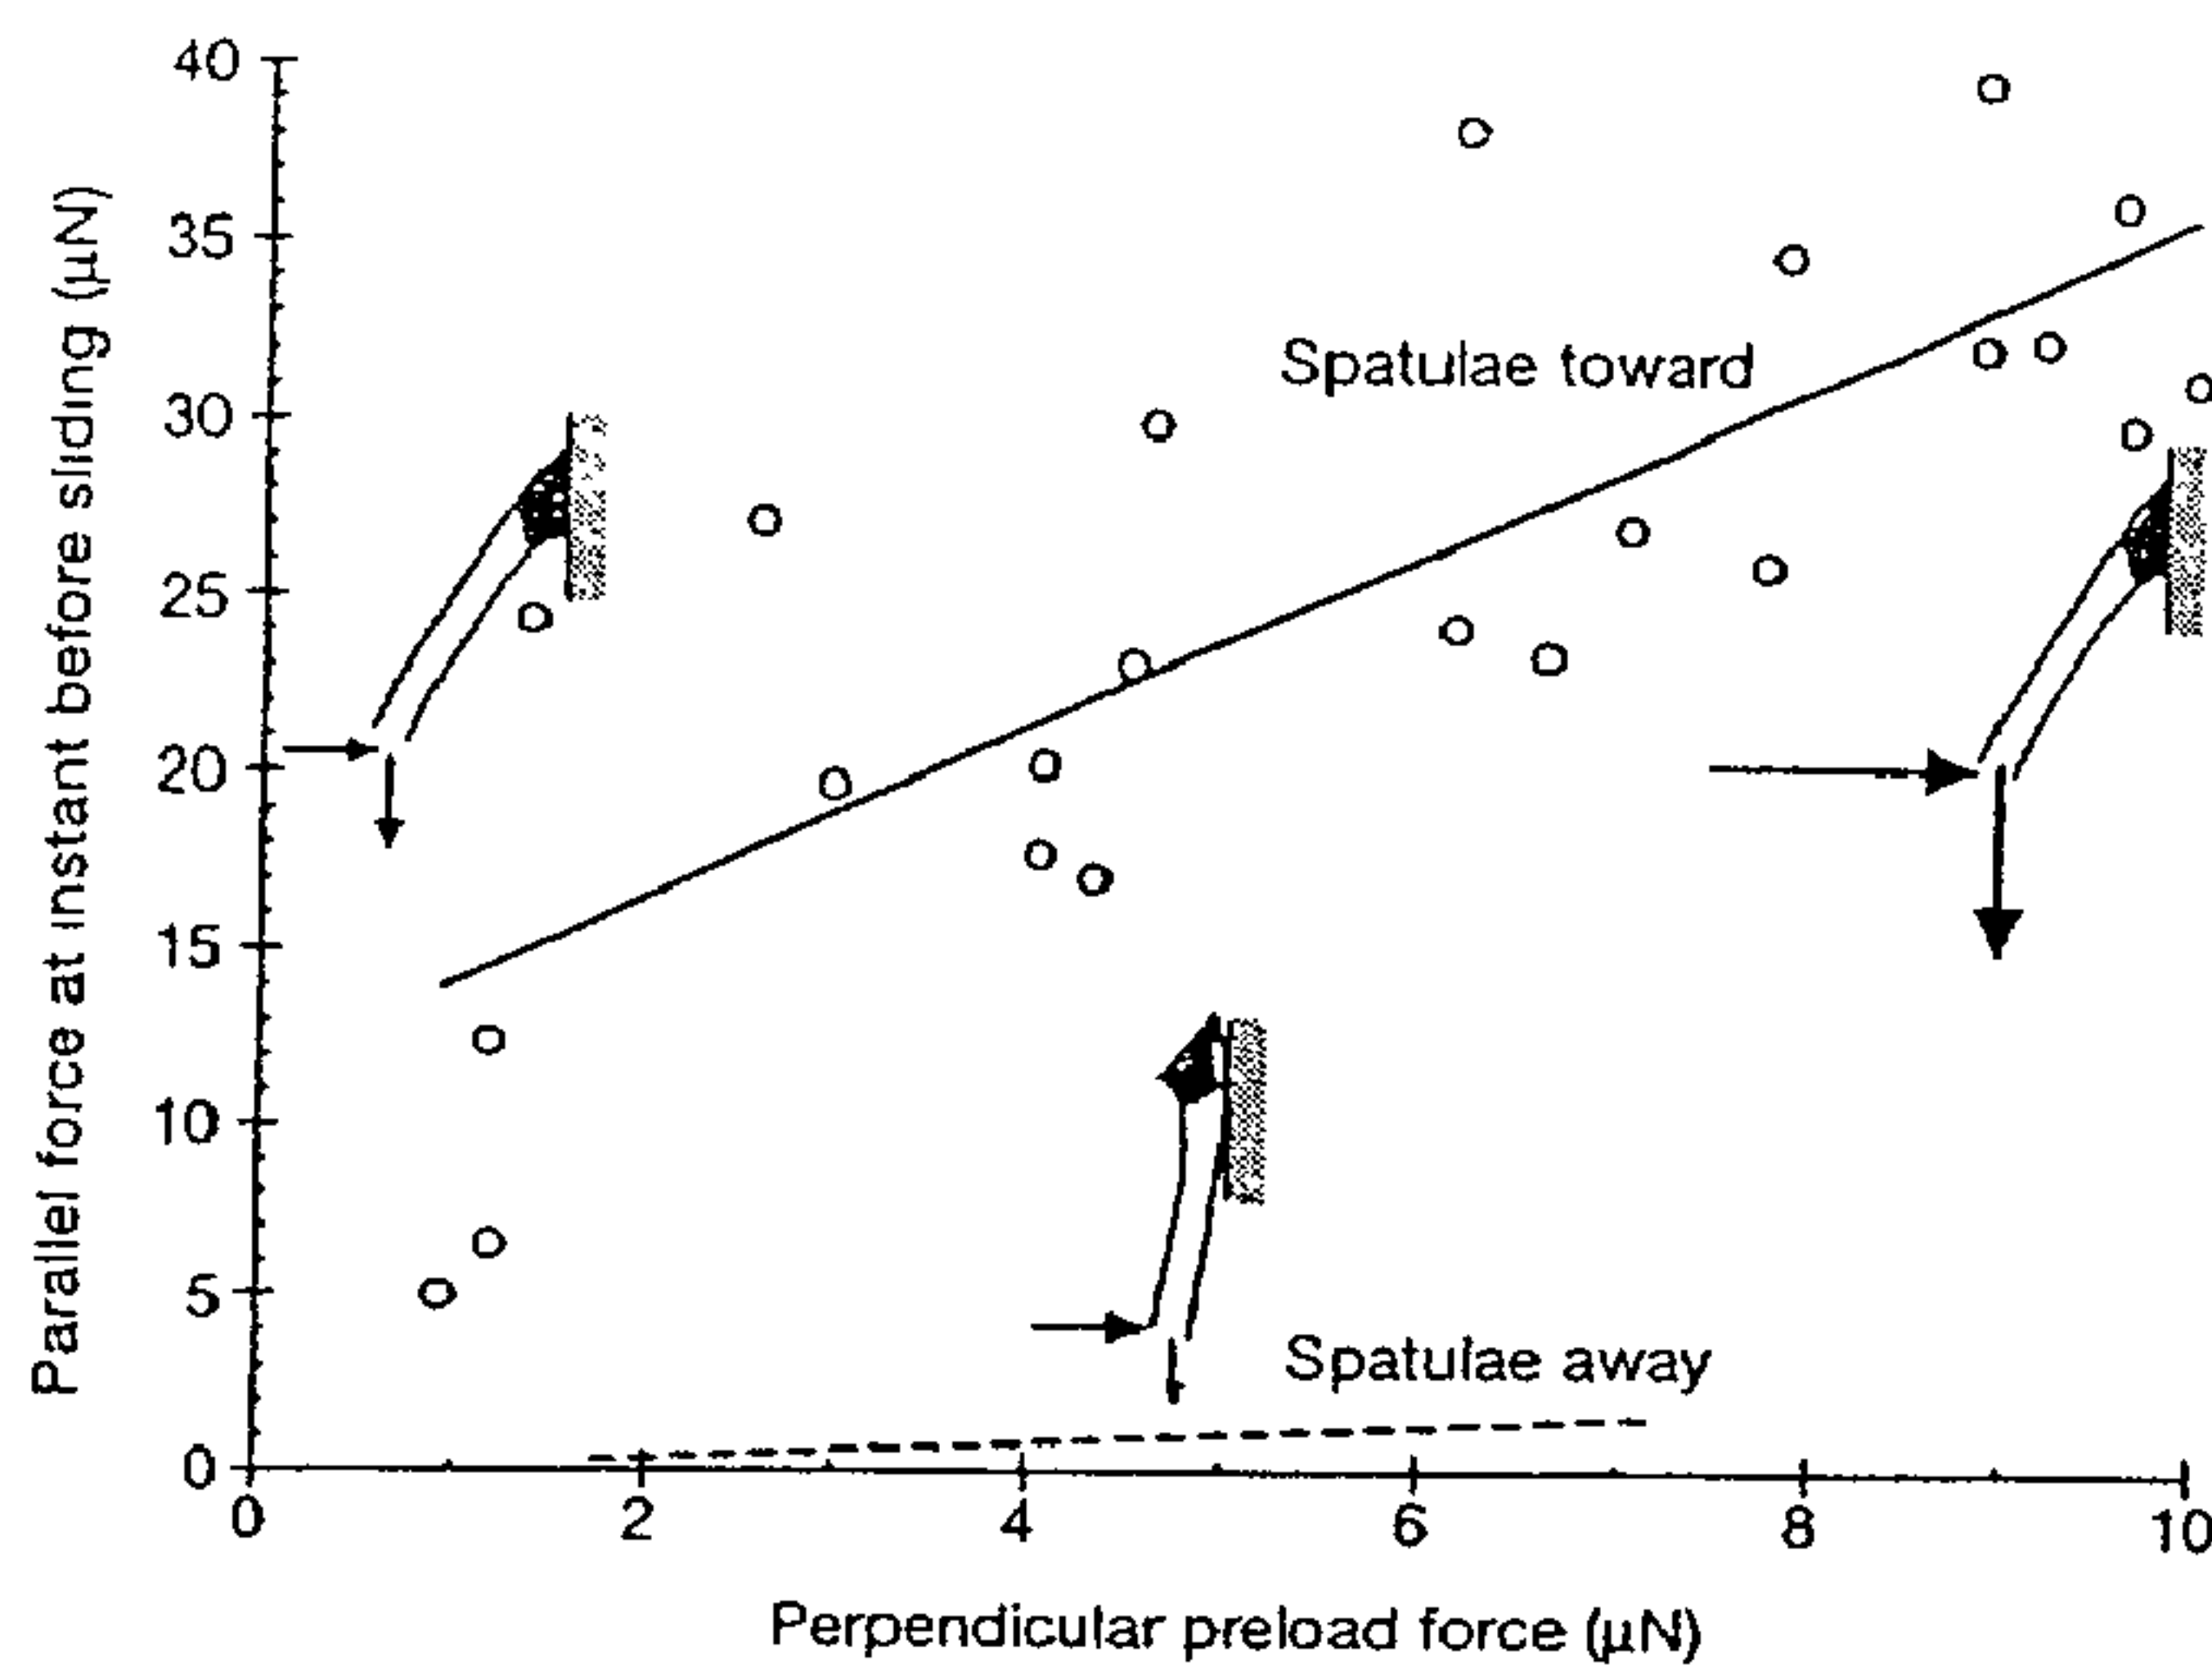 Parallel force at instant before sliding (µN)
40
35
30
25
20
15
10
5
0
Spatulae toward
Spatulae away
0 2 4 6 8 10
Perpendicular preload force (µN)